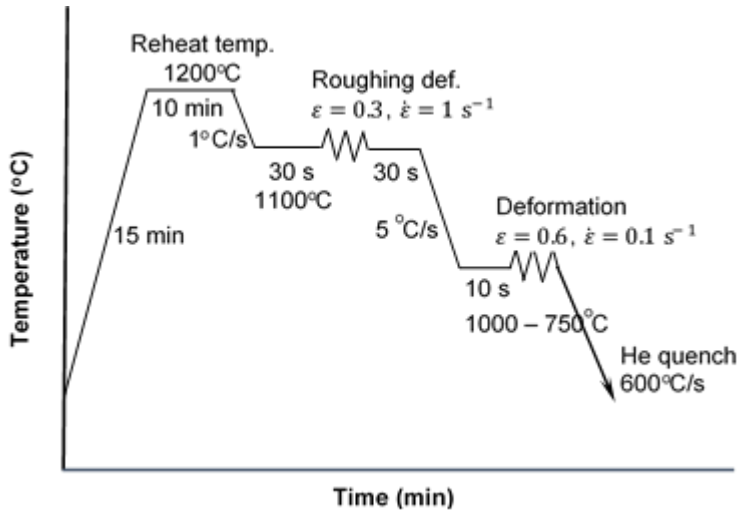 Reheat temp.
1200°C
10 min
1°C/s
Roughing def.
ε = 0.3, ε̇ = 1 s⁻¹
30 s
30 s
1100°C
15 min
5 °C/s
Deformation
ε = 0.6, ε̇ = 0.1 s⁻¹
10 s
1000 – 750°C
He quench
600°C/s
Temperature (°C)
Time (min)